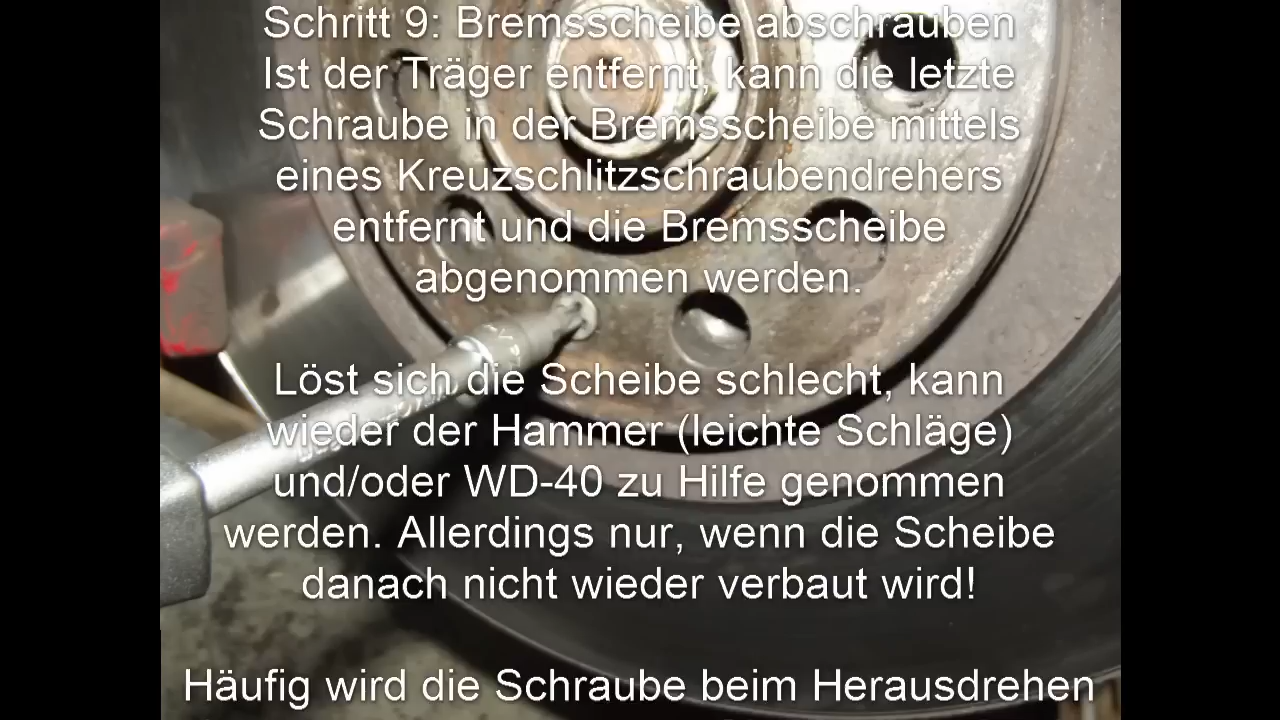 Schritt 9: Bremsscheibe abschrauben
Ist der Träger entfernt, kann die letzte
Schraube in der Bremsscheibe mittels
eines Kreuzschlitzschraubendrehers
entfernt und die Bremsscheibe
abgenommen werden.
Löst sich die Scheibe schlecht, kann
wieder der Hammer (leichte Schläge)
und/oder WD-40 zu Hilfe genommen
werden. Allerdings nur, wenn die Scheibe
danach nicht wieder verbaut wird!
Häufig wird die Schraube beim Herausdrehen